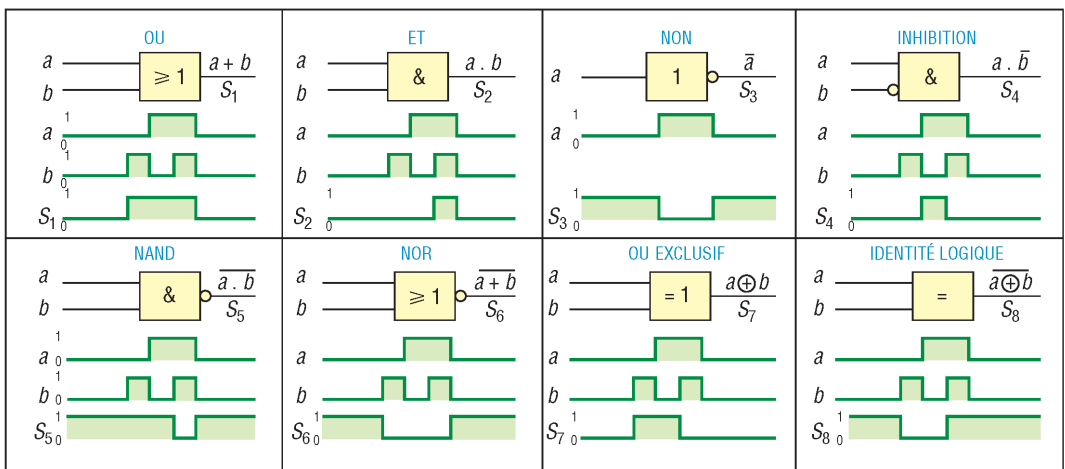 OU
a
b
≥ 1
a + b
S1
a 1 0
b 1 0
S1 1 0
ET
a
b
&
a . b
S2
a
b
S2 1 0
NON
a
1
a̅
S3
a 1 0
S3 1 0
INHIBITION
a
b
&
a . b̅
S4
a
b
S4 1 0
NAND
a
b
&
a̅ ̅.̅ ̅b̅
S5
a 1 0
b 1 0
S5 1 0
NOR
a
b
≥ 1
a̅ ̅+̅ ̅b̅
S6
a
b
S6 1 0
OU EXCLUSIF
a
b
= 1
a⊕b
S7
a
b
S7 1 0
IDENTITÉ LOGIQUE
a
b
=
a̅⊕̅b̅
S8
a
b
S8 1 0